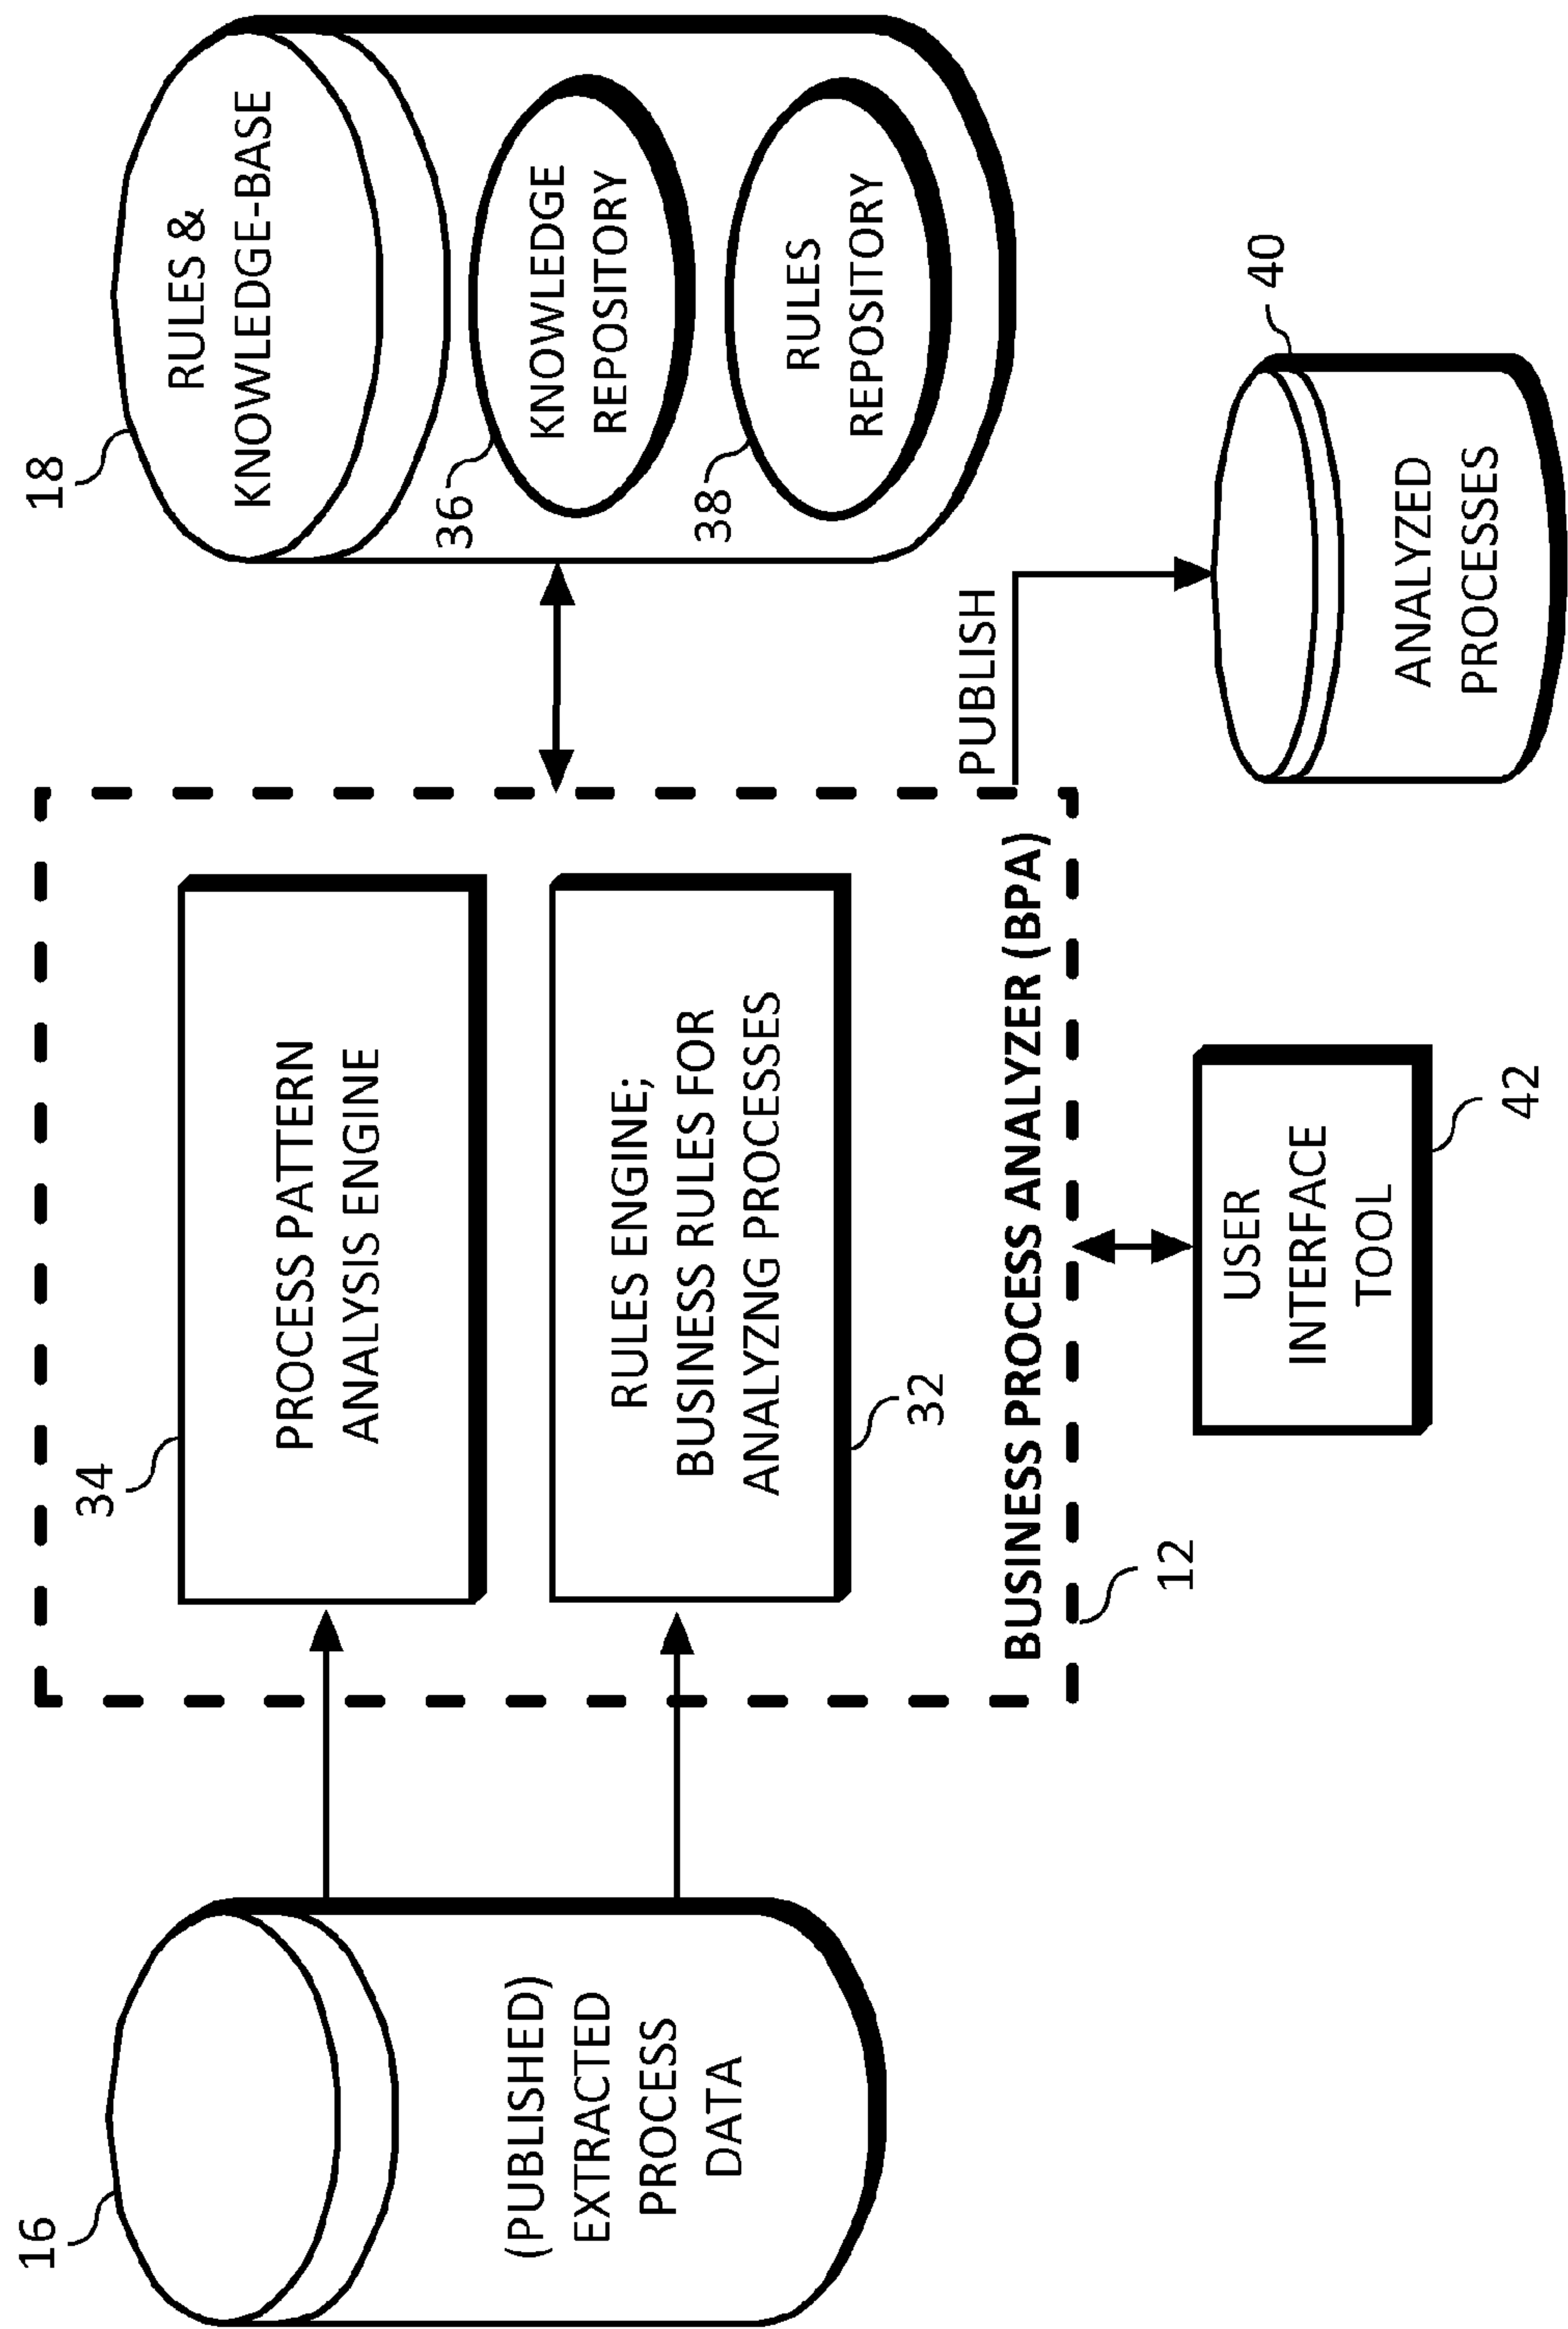 16
(PUBLISHED)
EXTRACTED
PROCESS
DATA
34
PROCESS PATTERN
ANALYSIS ENGINE
RULES ENGINE;
BUSINESS RULES FOR
ANALYZNG PROCESSES
32
BUSINESS PROCESS ANALYZER (BPA)
12
USER
INTERFACE
TOOL
42
18
RULES &
KNOWLEDGE-BASE
36
KNOWLEDGE
REPOSITORY
38
RULES
REPOSITORY
PUBLISH
40
ANALYZED
PROCESSES